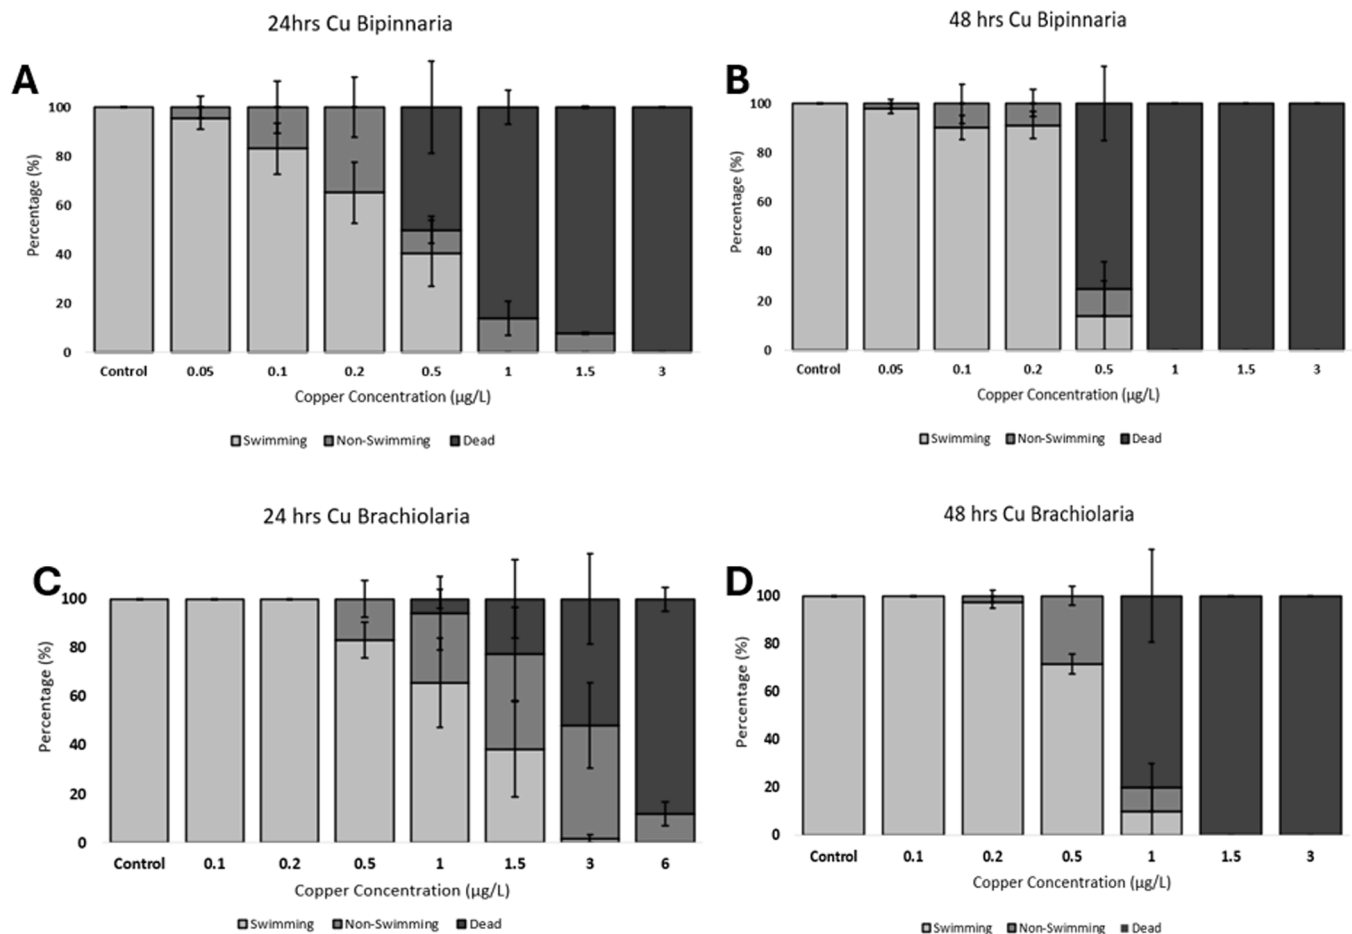 24hrs Cu Bipinnaria
A
Percentage (%)
100
80
60
40
20
0
Control 0.05 0.1 0.2 0.5 1 1.5 3
Copper Concentration (µg/L)
Swimming Non-Swimming Dead
48 hrs Cu Bipinnaria
B
Percentage (%)
100
80
60
40
20
0
Control 0.05 0.1 0.2 0.5 1 1.5 3
Copper Concentration (µg/L)
Swimming Non-Swimming Dead
24 hrs Cu Brachiolaria
C
Percentage (%)
100
80
60
40
20
0
Control 0.1 0.2 0.5 1 1.5 3 6
Copper Concentration (µg/L)
Swimming Non-Swimming Dead
48 hrs Cu Brachiolaria
D
Percentage (%)
100
80
60
40
20
0
Control 0.1 0.2 0.5 1 1.5 3
Copper Concentration (µg/L)
Swimming Non-Swimming Dead